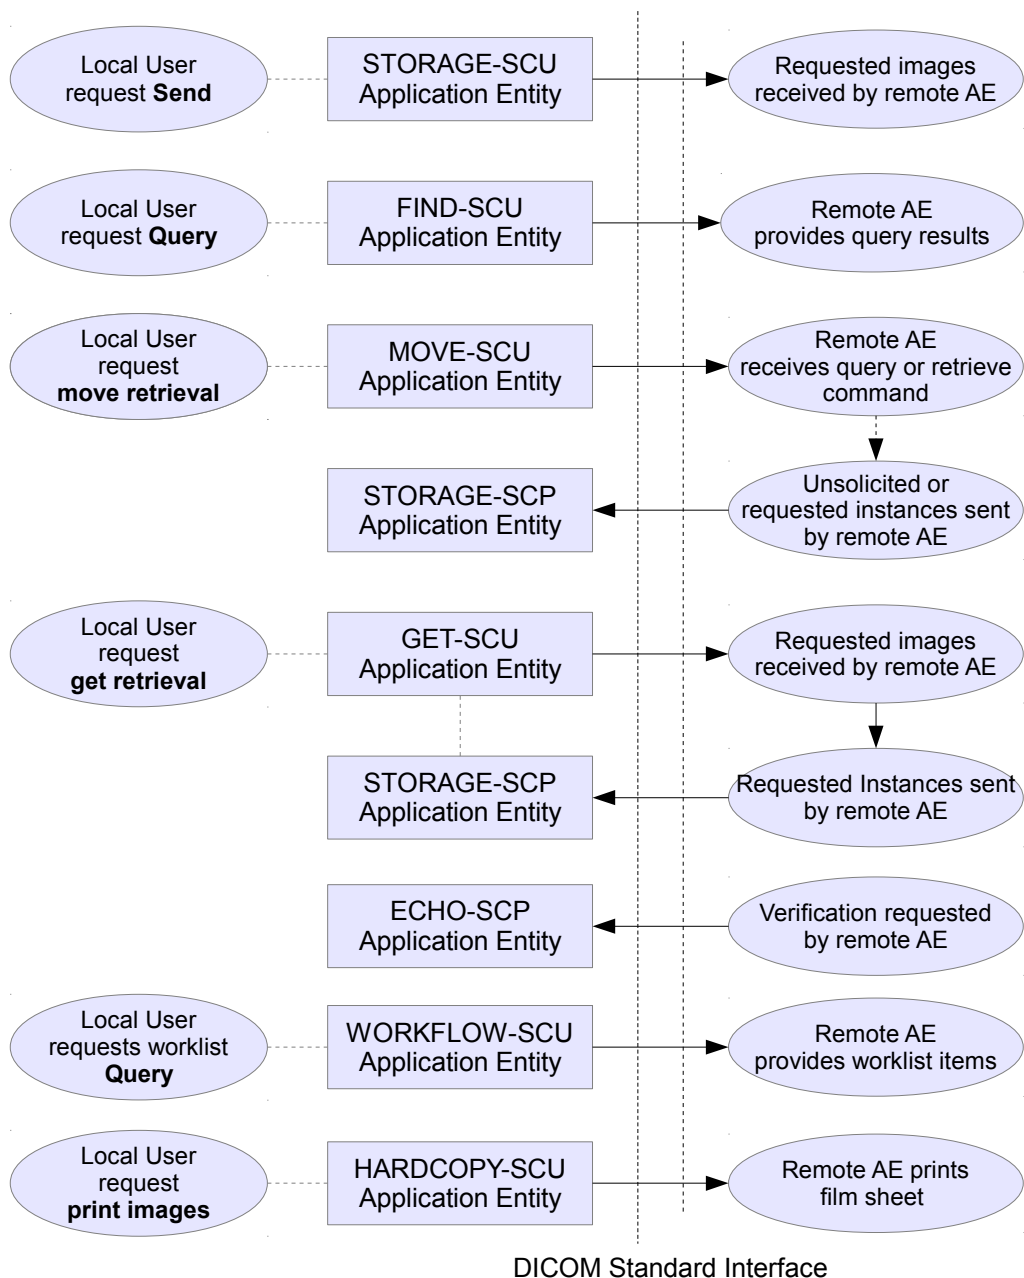 Local User
request Send
STORAGE-SCU
Application Entity
Requested images
received by remote AE
Local User
request Query
FIND-SCU
Application Entity
Remote AE
provides query results
Local User
request
move retrieval
MOVE-SCU
Application Entity
Remote AE
receives query or retrieve
command
STORAGE-SCP
Application Entity
Unsolicited or
requested instances sent
by remote AE
Local User
request
get retrieval
GET-SCU
Application Entity
Requested images
received by remote AE
STORAGE-SCP
Application Entity
Requested Instances sent
by remote AE
ECHO-SCP
Application Entity
Verification requested
by remote AE
Local User
requests worklist
Query
WORKFLOW-SCU
Application Entity
Remote AE
provides worklist items
Local User
request
print images
HARDCOPY-SCU
Application Entity
Remote AE prints
film sheet
DICOM Standard Interface